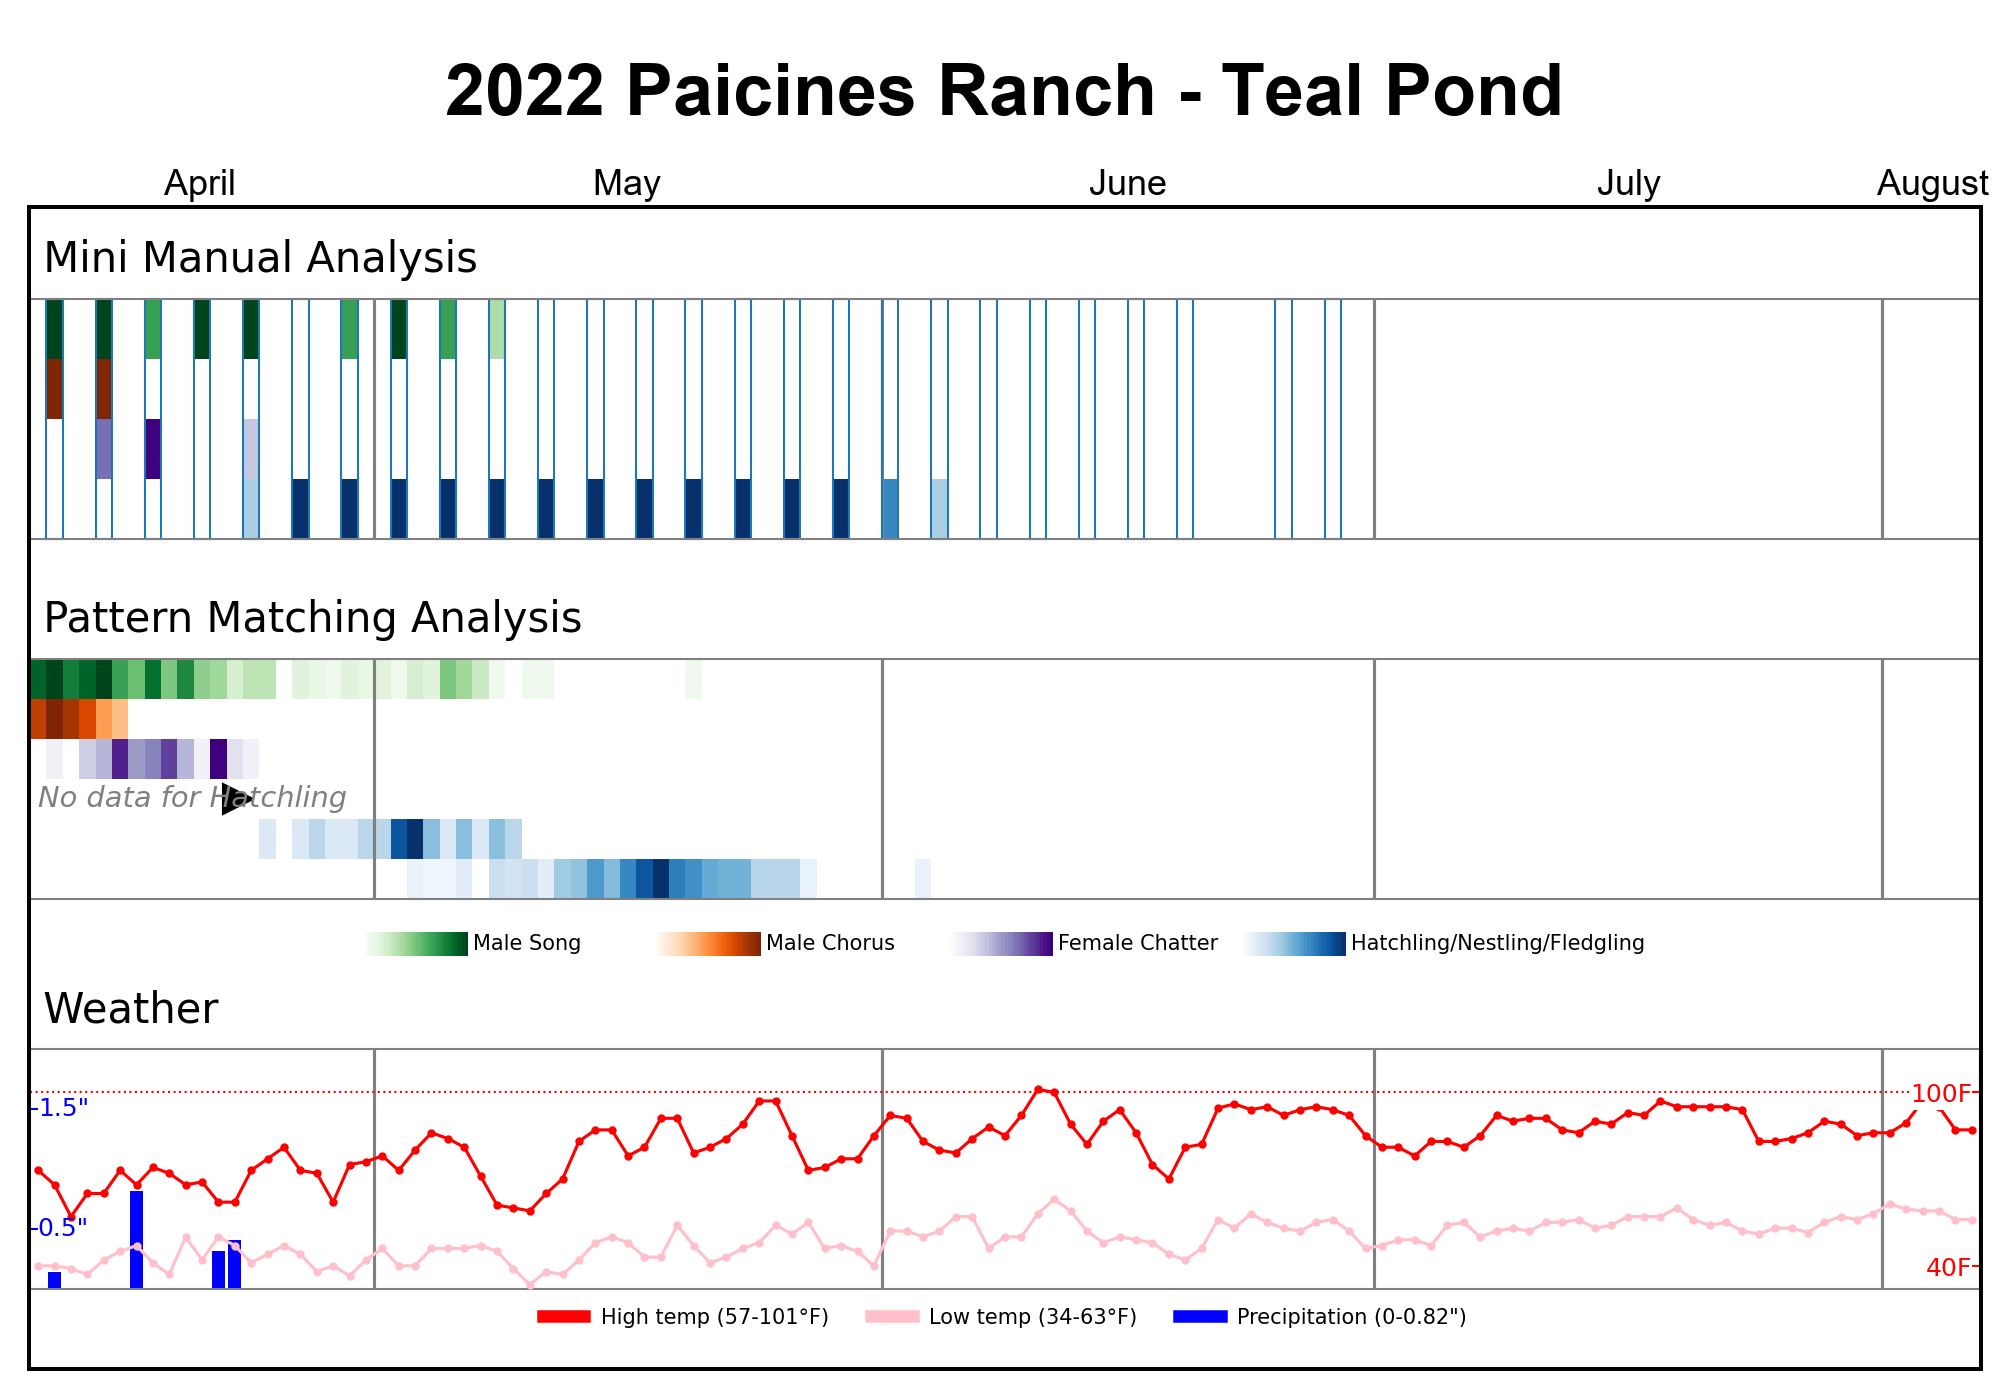 2022 Paicines Ranch - Teal Pond
April May June July August
Mini Manual Analysis
Pattern Matching Analysis
No data for Hatchling
Male Song Male Chorus Female Chatter Hatchling/Nestling/Fledgling
Weather
100F
1.5"
0.5"
40F
High temp (57-101°F) Low temp (34-63°F) Precipitation (0-0.82")